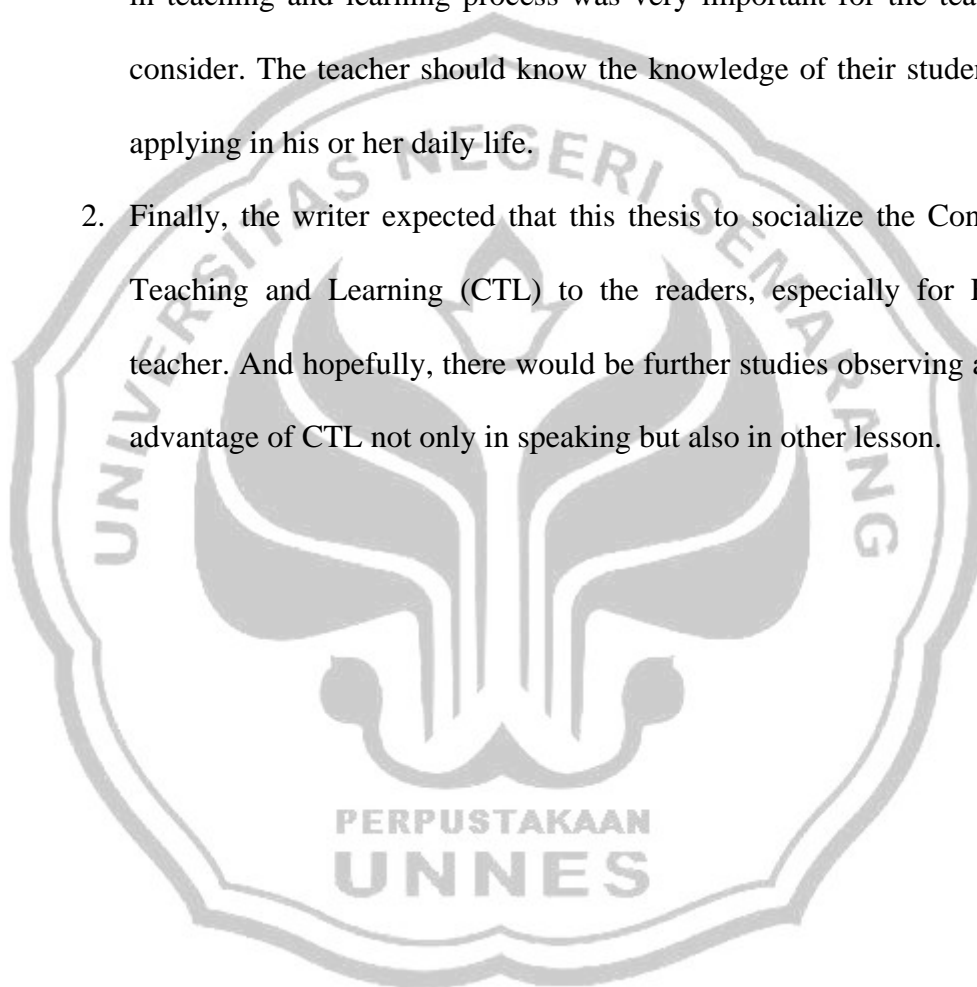 in teaching and learning process was very important for the
consider. The teacher should know the knowledge of their
applying in his or her daily life.
2. Finally, the writer expected that this thesis to socialize the
Teaching and Learning (CTL) to the readers, especially for
teacher. And hopefully, there would be further studies observing
advantage of CTL not only in speaking but also in other lesson.
UNIVERSITAS NEGERI SEMARANG
PERPUSTAKAAN
UNNES